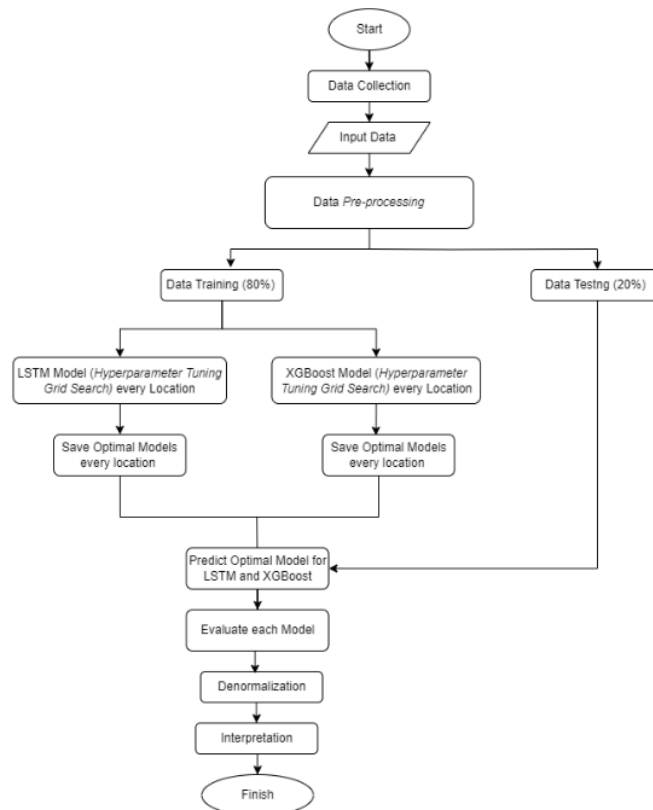 Start
Data Collection
Input Data
Data Pre-processing
Data Training (80%)
Data Testng (20%)
LSTM Model (Hyperparameter Tuning
Grid Search) every Location
XGBoost Model (Hyperparameter
Tuning Grid Search) every Location
Save Optimal Models
every location
Save Optimal Models
every location
Predict Optimal Model for
LSTM and XGBoost
Evaluate each Model
Denormalization
Interpretation
Finish